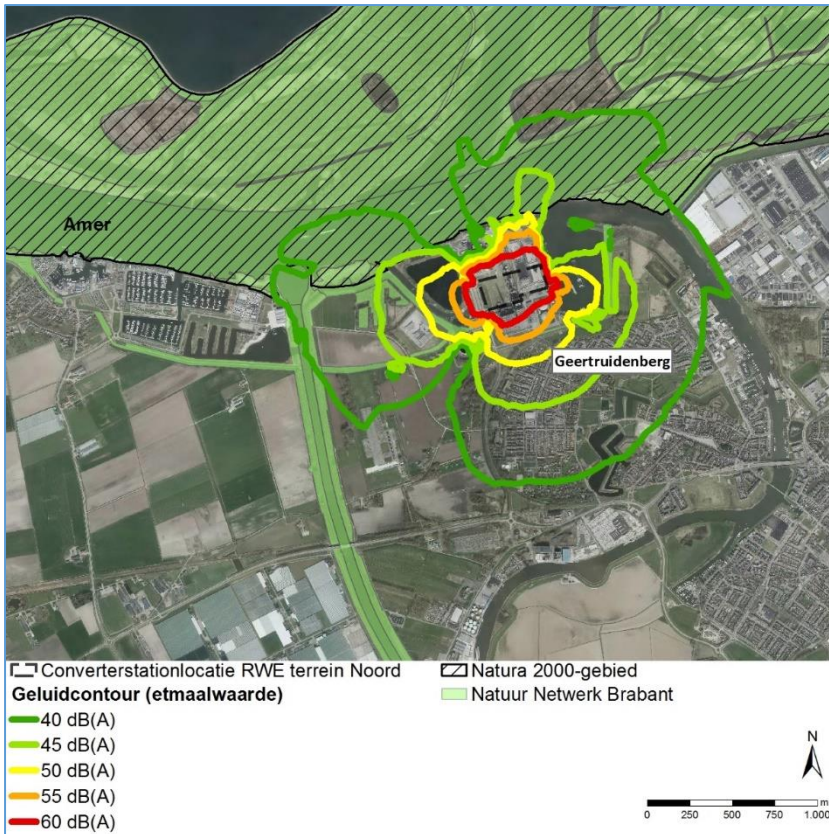 Amer
Geertruidenberg
Converterstationlocatie RWE terrein Noord
Natura 2000-gebied
Geluidcontour (etmaalwaarde)
Natuur Netwerk Brabant
40 dB(A)
45 dB(A)
50 dB(A)
55 dB(A)
60 dB(A)
N
m
0 250 500 750 1.000